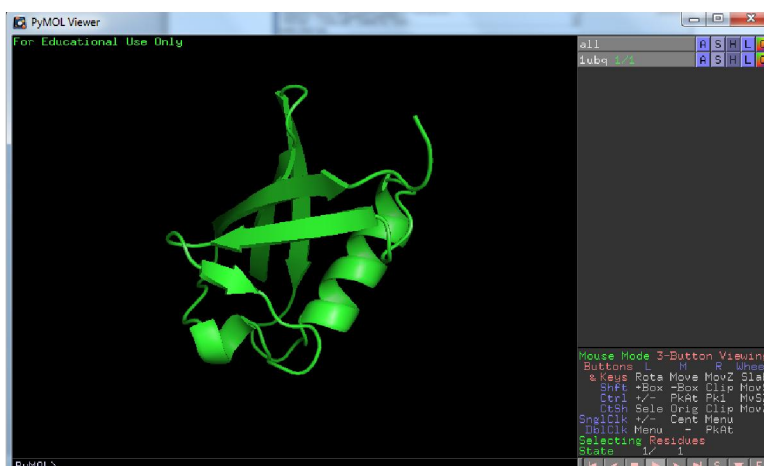 PyMOL Viewer
For Educational Use Only
all A S H L C
1ubq 1/1 A S H L C
Mouse Mode 3-Button Viewing
Buttons L M R Wheel
& Keys Rota Move MovZ Slab
Shft +Box -Box Clip MovS
Ctrl +/- PkAt Pk1 MvSZ
CtSh Sele Orig Clip MovZ
SnglClk +/- Cent Menu
DblClk Menu - PkAt
Selecting Residues
State 1/ 1
S F
PyMOL>